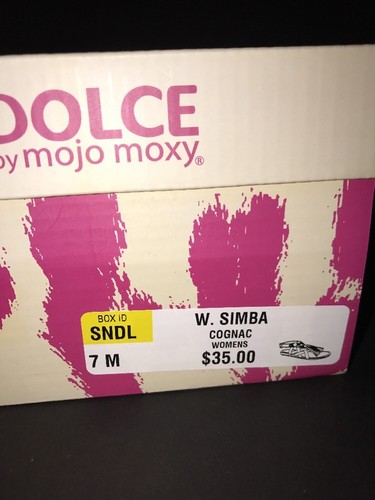 DOLCE
by mojo moxy®
BOX ID
SNDL
7 M
W. SIMBA
COGNAC
WOMENS
$35.00